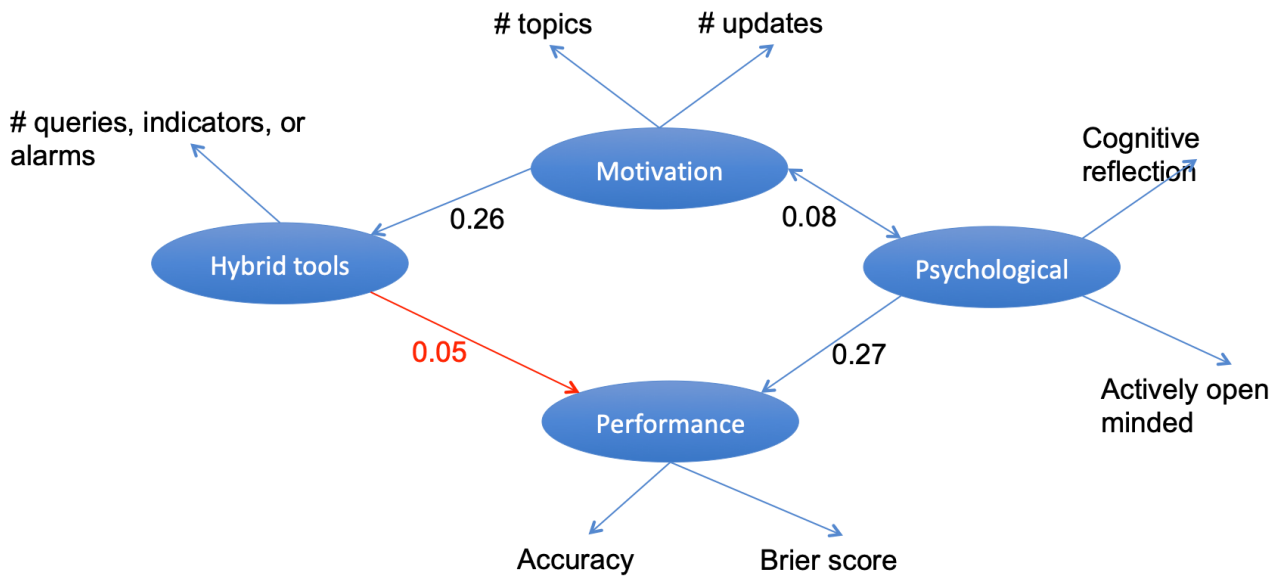 # topics
# updates
# queries, indicators, or
alarms
Cognitive
reflection
Motivation
0.26
0.08
Hybrid tools
Psychological
0.05
0.27
Actively open
minded
Performance
Accuracy
Brier score